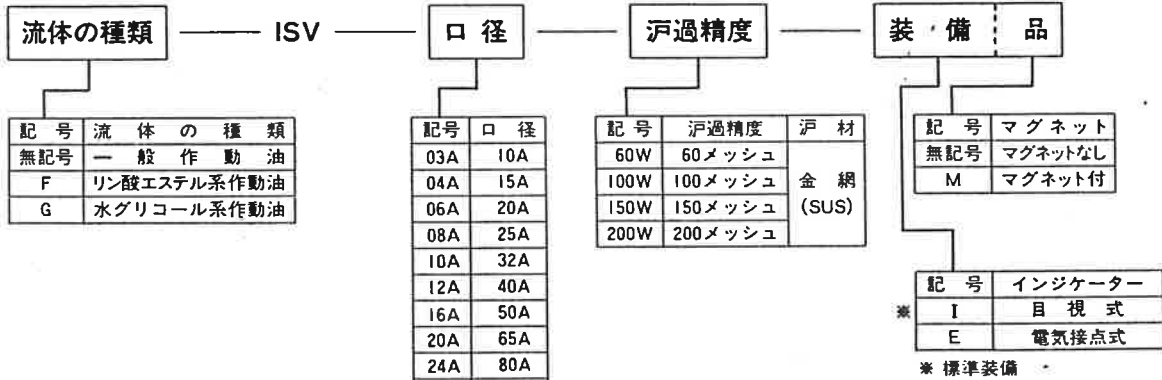 流体の種類 ISV 口径 沪過精度 装備品
記号 流体の種類
無記号 一般作動油
F リン酸エステル系作動油
G 水グリコール系作動油
記号 口径
03A 10A
04A 15A
06A 20A
08A 25A
10A 32A
12A 40A
16A 50A
20A 65A
24A 80A
記号 沪過精度 沪材
60W 60メッシュ
100W 100メッシュ
150W 150メッシュ
200W 200メッシュ
金網
(SUS)
記号 マグネット
無記号 マグネットなし
M マグネット付
記号 インジケーター
※ I 目視式
E 電気接点式
※ 標準装備